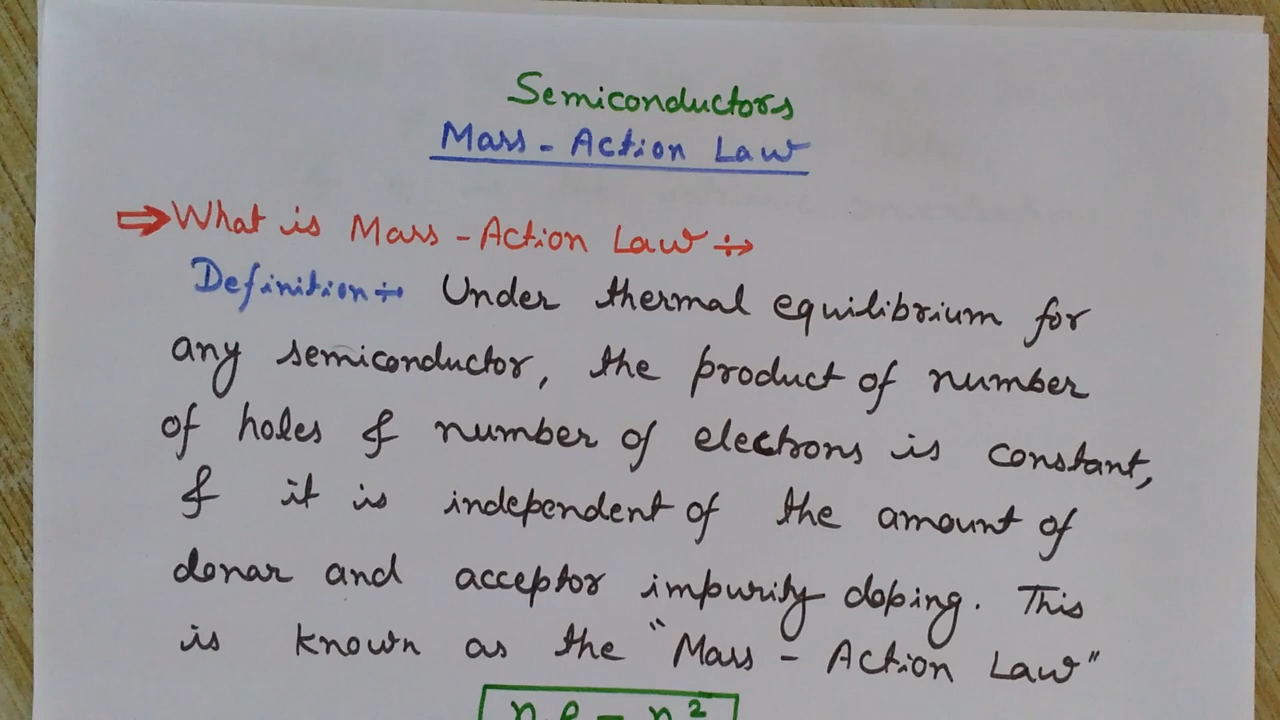 Semiconductors
Mass - Action Law
⇒ What is Mass - Action Law :→
Definition :→ Under thermal equilibrium for
any semiconductor, the product of number
of holes & number of electrons is constant,
& it is independent of the amount of
donar and acceptor impurity doping. This
is known as the "Mass - Action Law"
n.p = n²